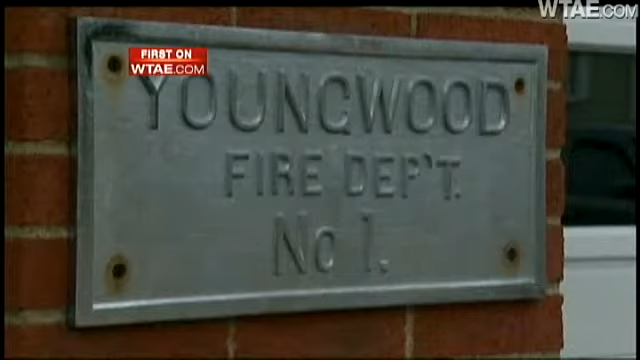 WTAE.COM
FIRST ON
WTAE.COM
YOUNGWOOD
FIRE DEP'T.
No 1.